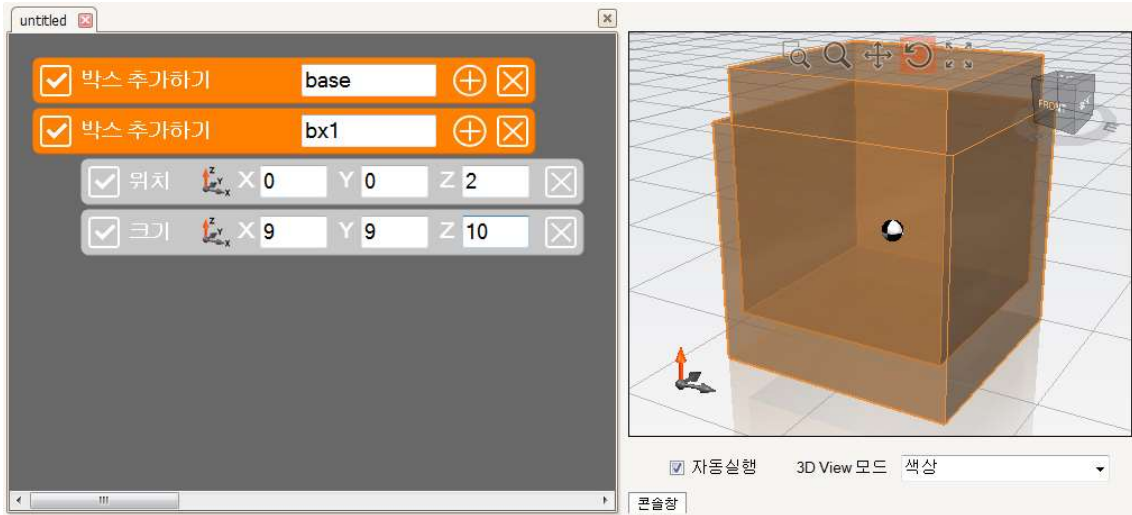 untitled
박스 추가하기 base
박스 추가하기 bx1
위치 Z Y X X 0 Y 0 Z 2
크기 Z Y X X 9 Y 9 Z 10
FRONT
자동실행 3D View 모드 색상
콘솔창